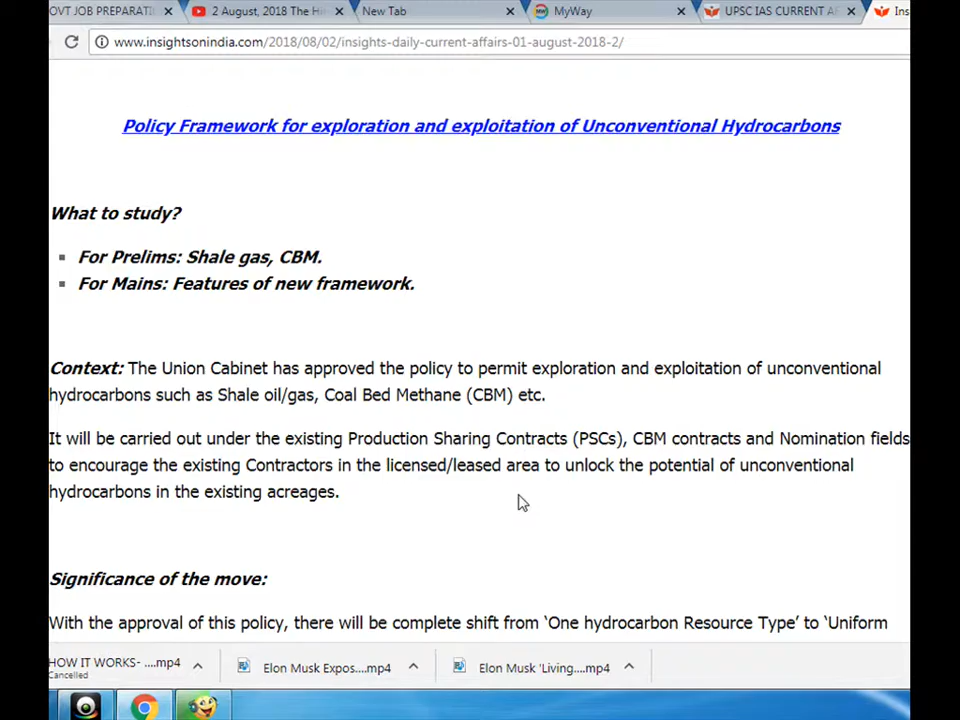 OVT JOB PREPARATI
2 August, 2018 The Hi
New Tab
MyWay
UPSC IAS CURRENT AF
Ins
www.insightsonindia.com/2018/08/02/insights-daily-current-affairs-01-august-2018-2/
Policy Framework for exploration and exploitation of Unconventional Hydrocarbons
What to study?
For Prelims: Shale gas, CBM.
For Mains: Features of new framework.
Context: The Union Cabinet has approved the policy to permit exploration and exploitation of unconventional
hydrocarbons such as Shale oil/gas, Coal Bed Methane (CBM) etc.
It will be carried out under the existing Production Sharing Contracts (PSCs), CBM contracts and Nomination fields
to encourage the existing Contractors in the licensed/leased area to unlock the potential of unconventional
hydrocarbons in the existing acreages.
Significance of the move:
With the approval of this policy, there will be complete shift from ‘One hydrocarbon Resource Type’ to ‘Uniform
HOW IT WORKS- ....mp4
Cancelled
Elon Musk Expos....mp4
Elon Musk 'Living....mp4